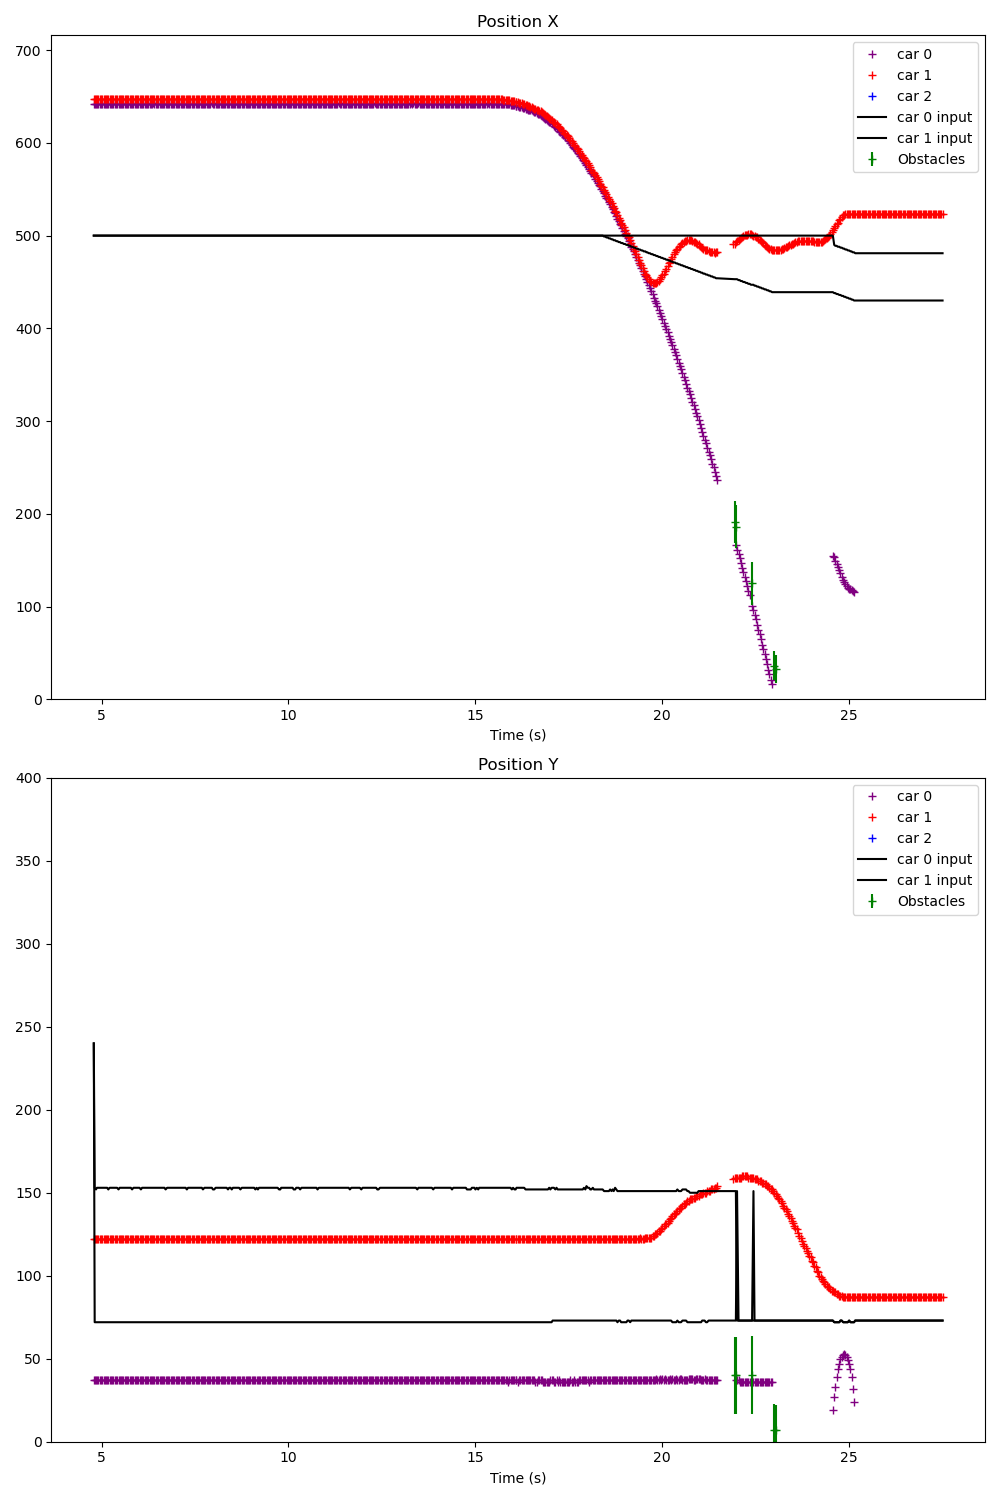 Position X
700
600
500
400
300
200
100
0
5
10
15
20
25
Time (s)
car 0
car 1
car 2
car 0 input
car 1 input
Obstacles
Position Y
400
350
300
250
200
150
100
50
0
5
10
15
20
25
Time (s)
car 0
car 1
car 2
car 0 input
car 1 input
Obstacles